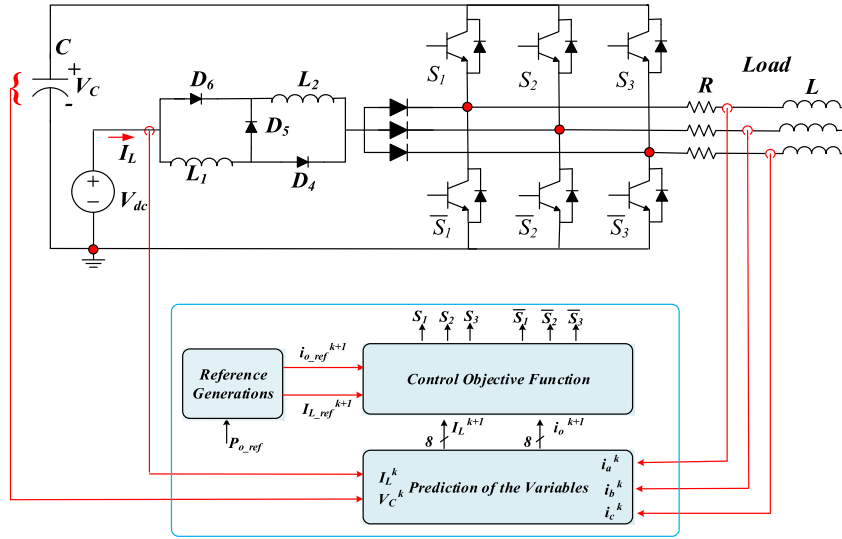 C
+
V_C
-
D_6
L_2
D_5
I_L
L_1
D_4
+
−
V_dc
S_1
S_2
S_3
R
Load
L
S̅_1
S̅_2
S̅_3
S_1 S_2 S_3 S̅_1 S̅_2 S̅_3
Reference
Generations
i_o_ref^k+1
I_L_ref^k+1
Control Objective Function
P_o_ref
8 I_L^k+1
8 i_o^k+1
I_L^k
V_C^k
Prediction of the Variables
i_a^k
i_b^k
i_c^k